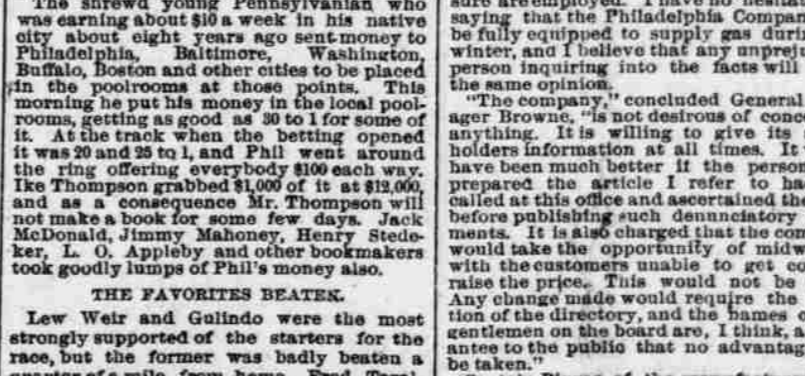 The shrewd young Pennsylvanian who
was earning about $10 a week in his native
city about eight years ago sent money to
Philadelphia, Baltimore, Washington,
Buffalo, Boston and other cities to be placed
in the poolrooms at those points. This
morning he put his money in the local pool-
rooms, getting as good as 30 to 1 for some of
it. At the track when the betting opened
it was 20 and 25 to 1, and Phil went around
the ring offering everybody $100 each way.
Ike Thompson grabbed $1,000 of it at $12,000,
and as a consequence Mr. Thompson will
not make a book for some few days. Jack
McDonald, Jimmy Mahoney, Henry Stede-
ker, L. O. Appleby and other bookmakers
took goodly lumps of Phil's money also.
THE FAVORITES BEATEN.
Lew Weir and Gulindo were the most
strongly supported of the starters for the
race, but the former was badly beaten a
quarter of a mile from home. Fred
sure are employed. I have no
saying that the Philadelphia Compan
be fully equipped to supply gas duri
winter, and I believe that any unprej
person inquiring into the facts will
the same opinion.
"The company," concluded General
ager Browne, "is not desirous of conc
anything. It is willing to give its
holders information at all times. It
have been much better if the person
prepared the article I refer to ha
called at this office and ascertained the
before publishing such denunciatory
ments. It is also charged that the com
would take the opportunity of midw
with the customers unable to get co
raise the price. This would not be
Any change made would require the
tion of the directory, and the names o
gentlemen on the board are, I think, a
antee to the public that no advantag
be taken."